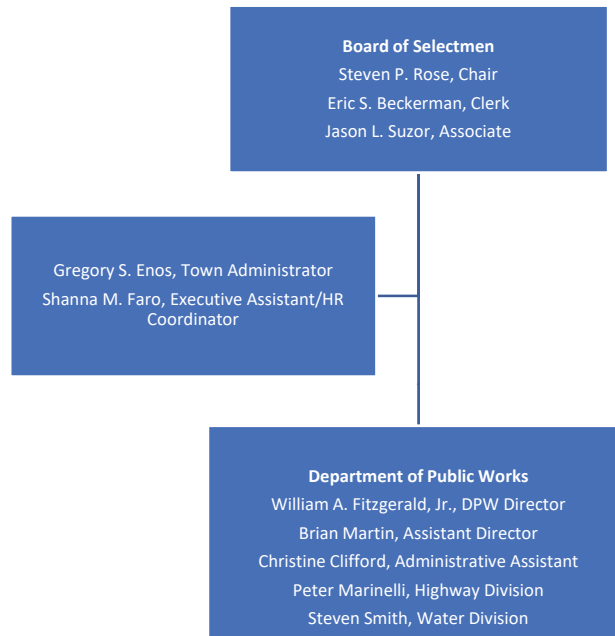 Board of Selectmen
Steven P. Rose, Chair
Eric S. Beckerman, Clerk
Jason L. Suzor, Associate
Gregory S. Enos, Town Administrator
Shanna M. Faro, Executive Assistant/HR
Coordinator
Department of Public Works
William A. Fitzgerald, Jr., DPW Director
Brian Martin, Assistant Director
Christine Clifford, Administrative Assistant
Peter Marinelli, Highway Division
Steven Smith, Water Division